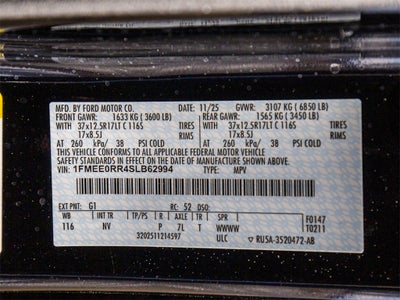 MFD. BY FORD MOTOR CO. 11/25 GVWR: 3107 KG ( 6850 LB)
FRONT GAWR: 1633 KG ( 3600 LB) REAR GAWR: 1565 KG ( 3450 LB)
WITH 37x12.5R17LT C 116S TIRES WITH 37x12.5R17LT C 116S TIRES
17x8.5J RIMS 17x8.5J RIMS
AT 260 kPa/ 38 PSI COLD AT 260 kPa/ 38 PSI COLD
THIS VEHICLE CONFORMS TO ALL APPLICABLE FEDERAL MOTOR VEHICLE
SAFETY STANDARDS IN EFFECT ON THE DATE OF MANUFACTURE SHOWN ABOVE.
VIN: 1FMEE0RR4SLB62994 TYPE: MPV
EXT PNT: G1 RC: 52 DSO:
WB INT TR TP/PS R AXLE TR SPR F0147
116 NV P 7L T WWWW T0211
3202511214597 ULC RU5A-3520472-AB